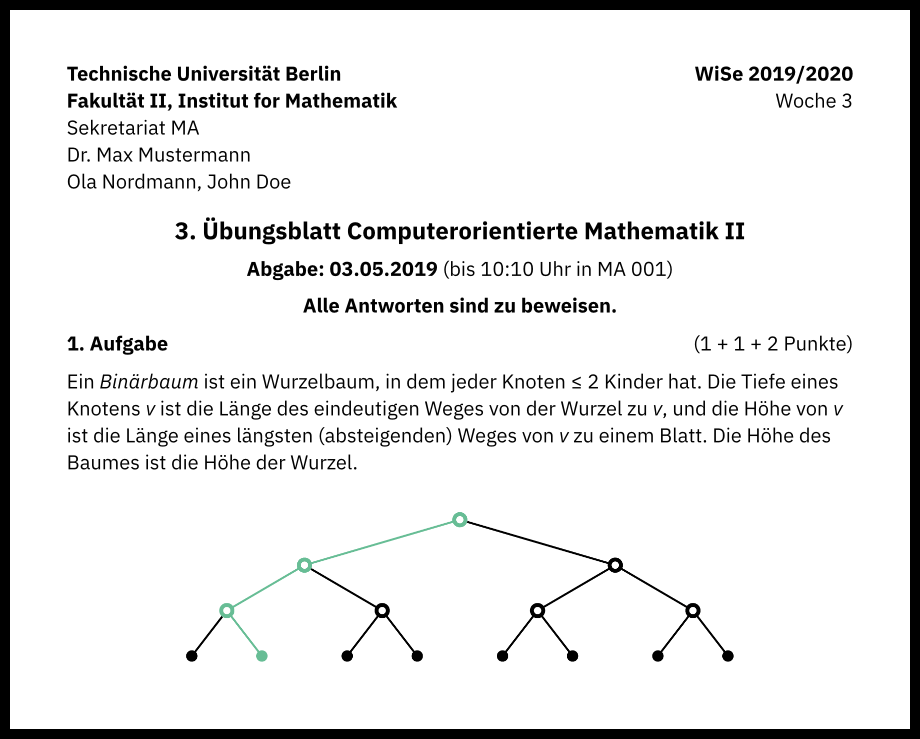 Technische Universität Berlin
WiSe 2019/2020
Fakultät II, Institut for Mathematik
Woche 3
Sekretariat MA
Dr. Max Mustermann
Ola Nordmann, John Doe
3. Übungsblatt Computerorientierte Mathematik II
Abgabe: 03.05.2019 (bis 10:10 Uhr in MA 001)
Alle Antworten sind zu beweisen.
1. Aufgabe
(1 + 1 + 2 Punkte)
Ein Binärbaum ist ein Wurzelbaum, in dem jeder Knoten ≤ 2 Kinder hat. Die Tiefe eines
Knotens v ist die Länge des eindeutigen Weges von der Wurzel zu v, und die Höhe von v
ist die Länge eines längsten (absteigenden) Weges von v zu einem Blatt. Die Höhe des
Baumes ist die Höhe der Wurzel.